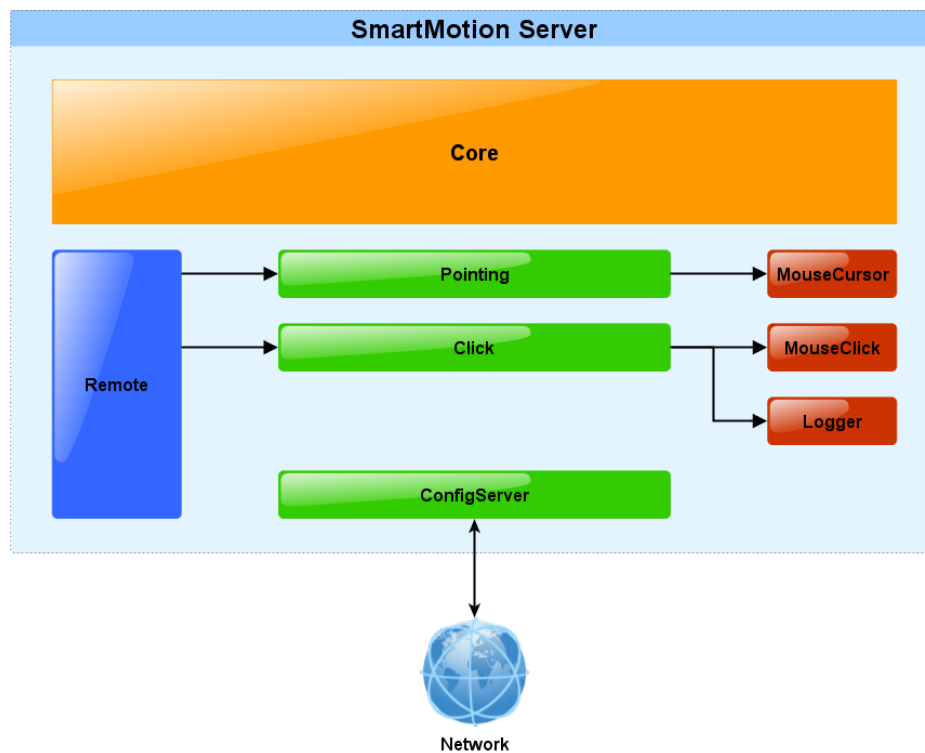 SmartMotion Server
Core
Pointing
MouseCursor
Click
MouseClick
Remote
Logger
ConfigServer
Network